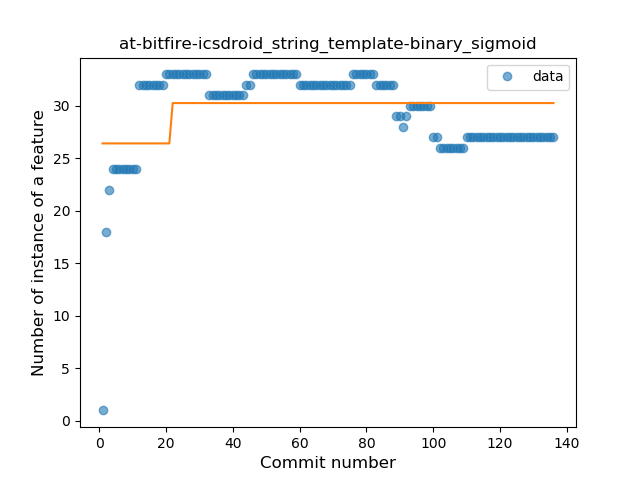 at-bitfire-icsdroid_string_template-binary_sigmoid
data
Number of instance of a feature
30
25
20
15
10
5
0
0 20 40 60 80 100 120 140
Commit number